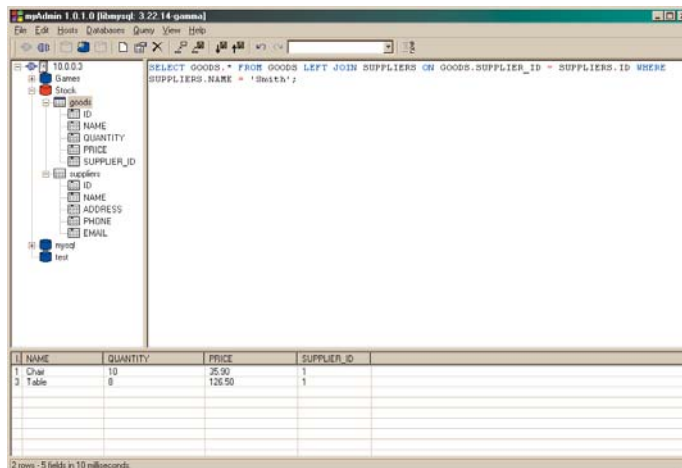 mpAdmin 1.0.1.0 [libmysql: 3.22.14-gamma]
File Edit Hosts Databases Query View Help
10.0.0.3
Games
Stock
goods
ID
NAME
QUANTITY
PRICE
SUPPLIER_ID
suppliers
ID
NAME
ADDRESS
PHONE
EMAIL
mysql
test
SELECT GOODS.* FROM GOODS LEFT JOIN SUPPLIERS ON GOODS.SUPPLIER_ID = SUPPLIERS.ID WHERE
SUPPLIERS.NAME = 'Smith';
NAME QUANTITY PRICE SUPPLIER_ID
1 Chair 10 35.90 1
3 Table 8 126.50 1
2 rows - 5 fields in 10 milliseconds